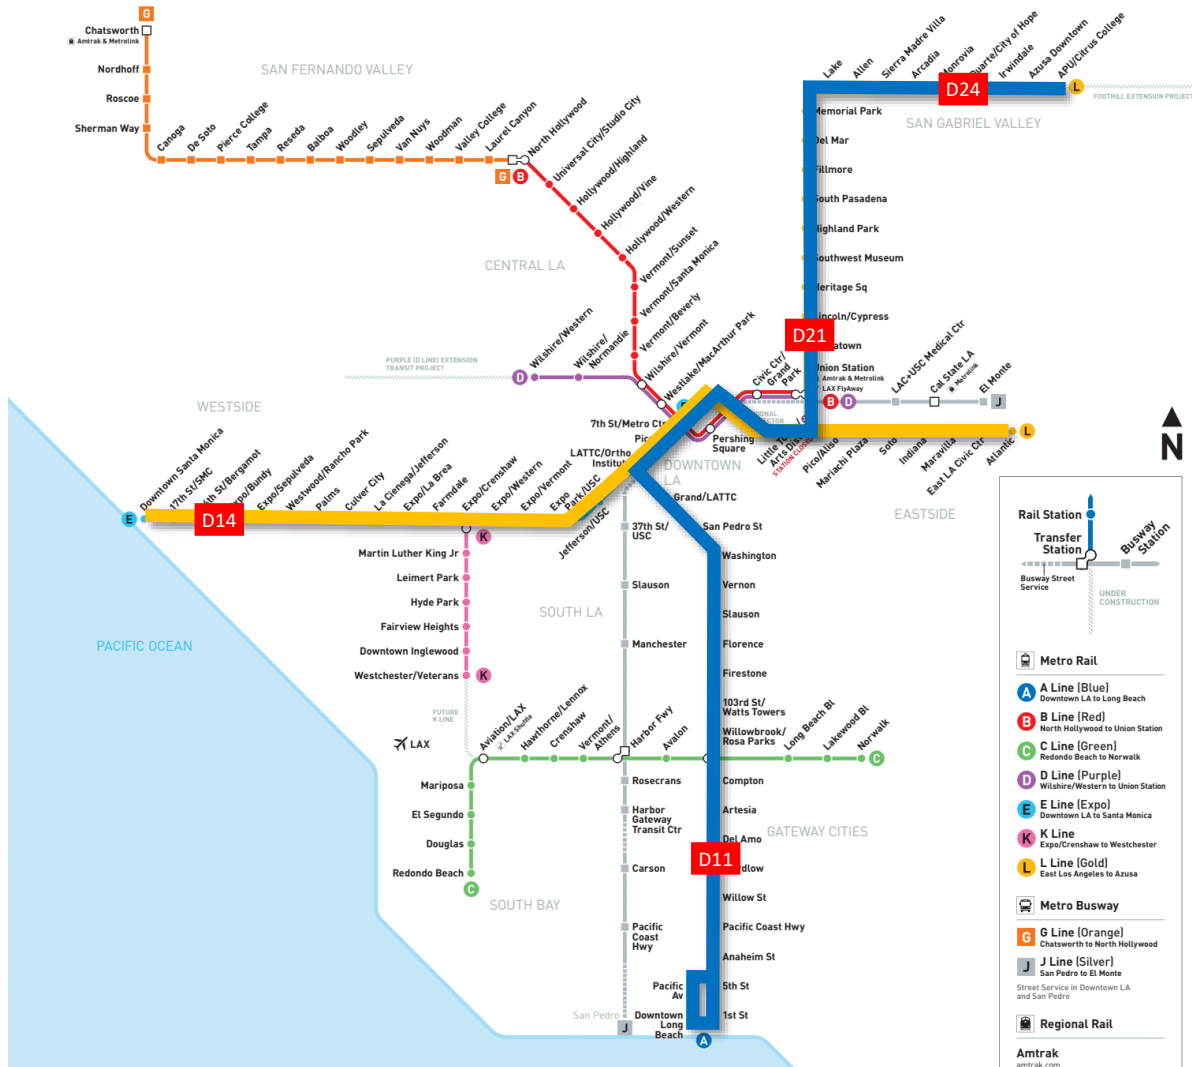 G
Chatsworth
Amtrak & Metrolink
Nordhoff
Roscoe
Sherman Way
Canoga
De Soto
Pierce College
Tampa
Reseda
Balboa
Woodley
Sepulveda
Van Nuys
Woodman
Valley College
Laurel Canyon
North Hollywood
G
B
SAN FERNANDO VALLEY
Universal City/Studio City
Hollywood/Highland
Hollywood/Vine
Hollywood/Western
Vermont/Sunset
Vermont/Santa Monica
Vermont/Beverly
Wilshire/Vermont
Westlake/MacArthur Park
CENTRAL LA
Wilshire/Western
Wilshire/
Normandie
PURPLE (D LINE) EXTENSION
TRANSIT PROJECT
D
Lake
Allen
Sierra Madre Villa
Arcadia
Monrovia
Duarte/City of Hope
Irwindale
Azusa Downtown
APU/Citrus College
D24
L
FOOTHILL EXTENSION PROJECT
SAN GABRIEL VALLEY
Memorial Park
Del Mar
Fillmore
South Pasadena
Highland Park
Southwest Museum
Heritage Sq
Lincoln/Cypress
D21
Union Station
Amtrak & Metrolink
LAX FlyAway
B
D
LAC+USC Medical Ctr
Cal State LA
Metrolink
El Monte
J
Civic Ctr/
Grand
Park
7th St/Metro Ctr
Pico
LATTC/Ortho
Institute
Pershing
Square
DOWNTOWN
LA
Little To
Arts Dis
STATION CLOSED
Pico/Aliso
Mariachi Plaza
Soto
Indiana
Maravilla
East LA Civic Ctr
Atlantic
L
EASTSIDE
WESTSIDE
E
Downtown Santa Monica
17th St/SMC
26th St/Bergamot
Expo/Bundy
Expo/Sepulveda
Westwood/Rancho Park
Palms
Culver City
La Cienega/Jefferson
Expo/La Brea
Farmdale
Expo/Crenshaw
Expo/Western
Expo/Vermont
Expo
Park/USC
Jefferson/USC
D14
K
Martin Luther King Jr
Leimert Park
Hyde Park
Fairview Heights
Downtown Inglewood
Westchester/Veterans
K
FUTURE
K LINE
PACIFIC OCEAN
SOUTH LA
37th St/
USC
Slauson
Manchester
Grand/LATTC
San Pedro St
Washington
Vernon
Slauson
Florence
Firestone
103rd St/
Watts Towers
Willowbrook/
Rosa Parks
LAX
Aviation/LAX
LAX Shuttle
Hawthorne/Lennox
Crenshaw
Vermont/
Athens
Harbor Fwy
Avalon
Long Beach Bl
Lakewood Bl
Norwalk
C
Mariposa
El Segundo
Douglas
Redondo Beach
C
SOUTH BAY
Rosecrans
Harbor
Gateway
Transit Ctr
Carson
Pacific
Coast
Hwy
San Pedro
J
Compton
Artesia
Del Amo
D11
Willow St
Pacific Coast Hwy
Anaheim St
5th St
1st St
Pacific
Av
Downtown
Long
Beach
A
GATEWAY CITIES
N
Rail Station
Transfer
Station
Busway
Station
Busway Street
Service
UNDER
CONSTRUCTION
Metro Rail
A A Line (Blue)
Downtown LA to Long Beach
B B Line (Red)
North Hollywood to Union Station
C C Line (Green)
Redondo Beach to Norwalk
D D Line (Purple)
Wilshire/Western to Union Station
E E Line (Expo)
Downtown LA to Santa Monica
K K Line
Expo/Crenshaw to Westchester
L L Line (Gold)
East Los Angeles to Azusa
Metro Busway
G G Line (Orange)
Chatsworth to North Hollywood
J J Line (Silver)
San Pedro to El Monte
Street Service in Downtown LA
and San Pedro
Regional Rail
Amtrak
amtrak.com